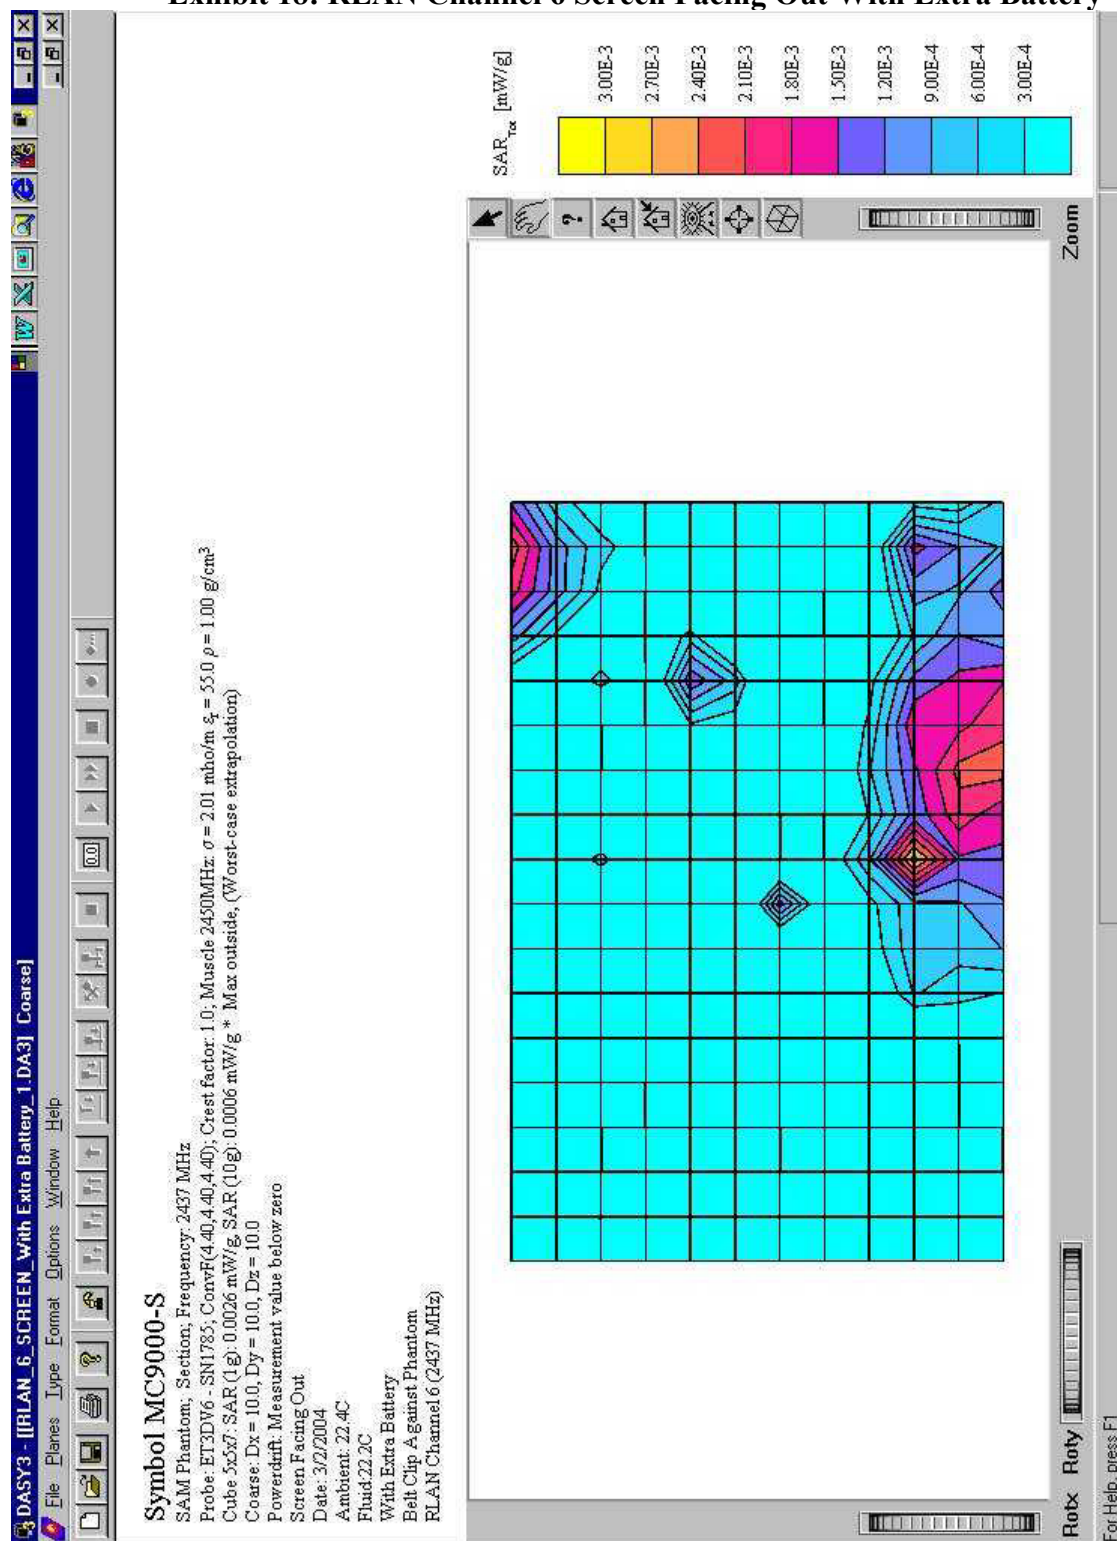 Exhibit 18: RLAN Channel 6 Screen Facing Out With Extra Battery
DASY3 - [[RLAN_6_SCREEN_With Extra Battery_1.DA3] Coarse]
File Planes Type Format Options Window Help
0.0
Symbol MC9000-S
SAM Phantom; Section; Frequency: 2437 MHz
Probe: ET3DV6 - SN1785; ConvF(4.40,4.40,4.40); Crest factor: 1.0; Muscle 2450MHz: σ = 2.01 mho/m εr = 55.0 ρ = 1.00 g/cm³
Cube 5x5x7: SAR (1g): 0.0026 mW/g, SAR (10g): 0.0006 mW/g * Max outside, (Worst-case extrapolation)
Coarse: Dx = 10.0, Dy = 10.0, Dz = 10.0
Powerdrift: Measurement value below zero
Screen Facing Out
Date: 3/2/2004
Ambient: 22.4C
Fluid:22.2C
With Extra Battery
Belt Clip Against Phantom
RLAN Channel 6 (2437 MHz)
SAR Tot [mW/g]
3.00E-3
2.70E-3
2.40E-3
2.10E-3
1.80E-3
1.50E-3
1.20E-3
9.00E-4
6.00E-4
3.00E-4
Rotx Roty Zoom
For Help, press F1